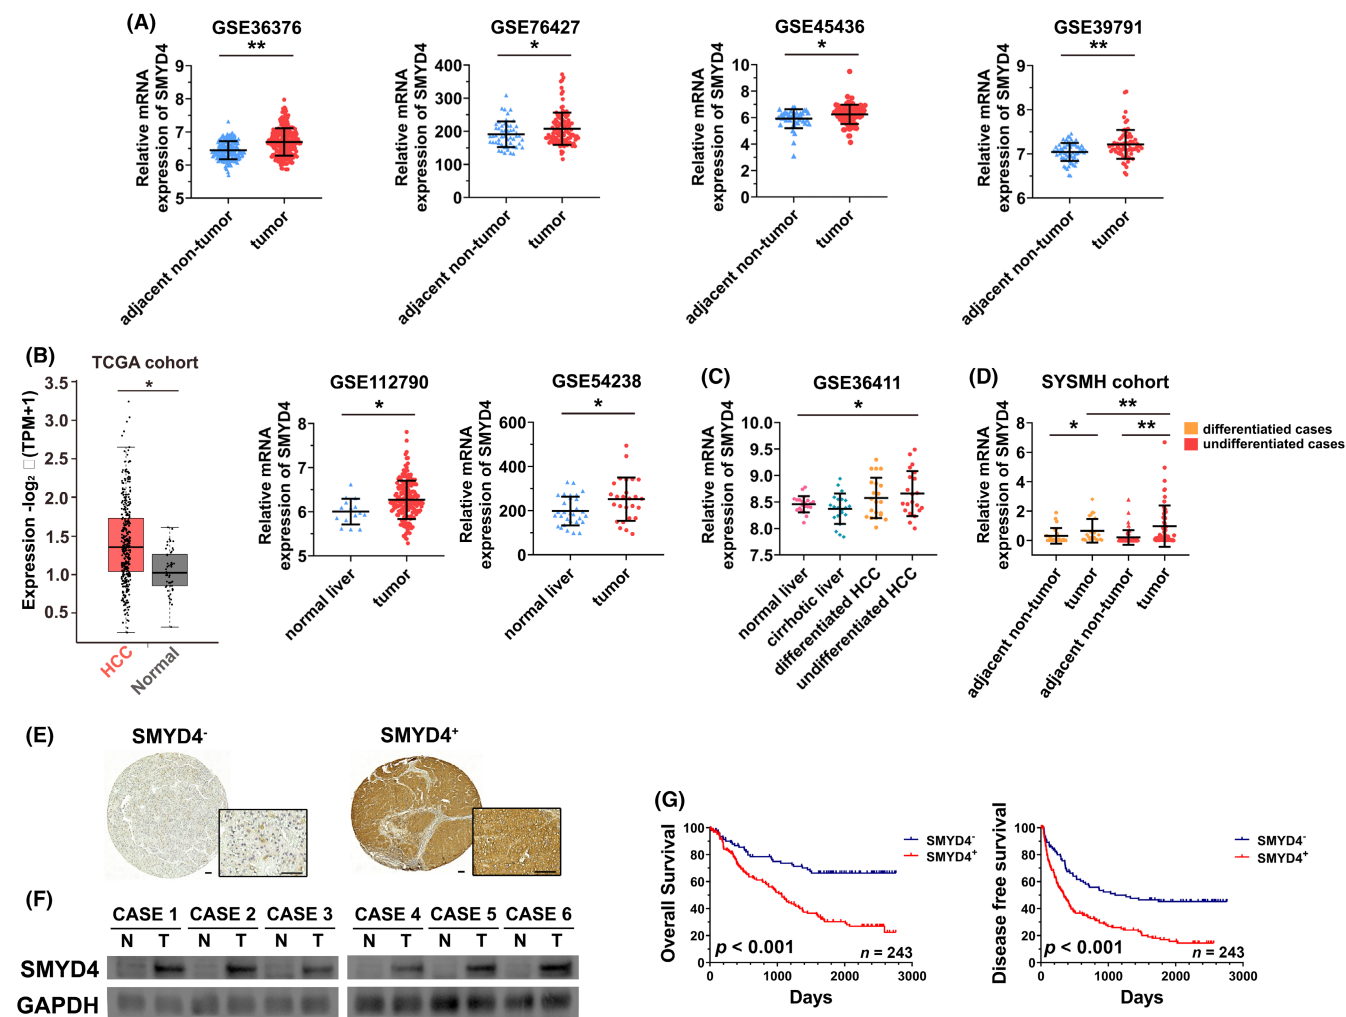 (A)
GSE36376
**
Relative mRNA
expression of SMYD4
9
8
7
6
5
adjacent non-tumor
tumor
GSE76427
*
Relative mRNA
expression of SMYD4
400
300
200
100
0
adjacent non-tumor
tumor
GSE45436
*
Relative mRNA
expression of SMYD4
10
8
6
4
2
0
adjacent non-tumor
tumor
GSE39791
**
Relative mRNA
expression of SMYD4
9
8
7
6
adjacent non-tumor
tumor
(B)
TCGA cohort
*
Expression -log₂ □ (TPM+1)
3.5
3.0
2.5
2.0
1.5
1.0
0.5
HCC
Normal
GSE112790
*
Relative mRNA
expression of SMYD4
8
7
6
5
normal liver
tumor
GSE54238
*
Relative mRNA
expression of SMYD4
600
400
200
0
normal liver
tumor
(C)
GSE36411
*
Relative mRNA
expression of SMYD4
10.0
9.5
9.0
8.5
8.0
7.5
normal liver
cirrhotic liver
differentiated HCC
undifferentiated HCC
(D)
SYSMH cohort
**
*
**
Relative mRNA
expression of SMYD4
8
6
4
2
0
adjacent non-tumor
tumor
adjacent non-tumor
tumor
differentiated cases
undifferentiated cases
(E)
SMYD4-
SMYD4+
(F)
CASE 1 CASE 2 CASE 3 CASE 4 CASE 5 CASE 6
N T N T N T N T N T N T
SMYD4
GAPDH
(G)
Overall Survival
100
80
60
40
20
0
0 1000 2000 3000
Days
p < 0.001
n = 243
SMYD4-
SMYD4+
Disease free survival
100
80
60
40
20
0
0 1000 2000 3000
Days
p < 0.001
n = 243
SMYD4-
SMYD4+